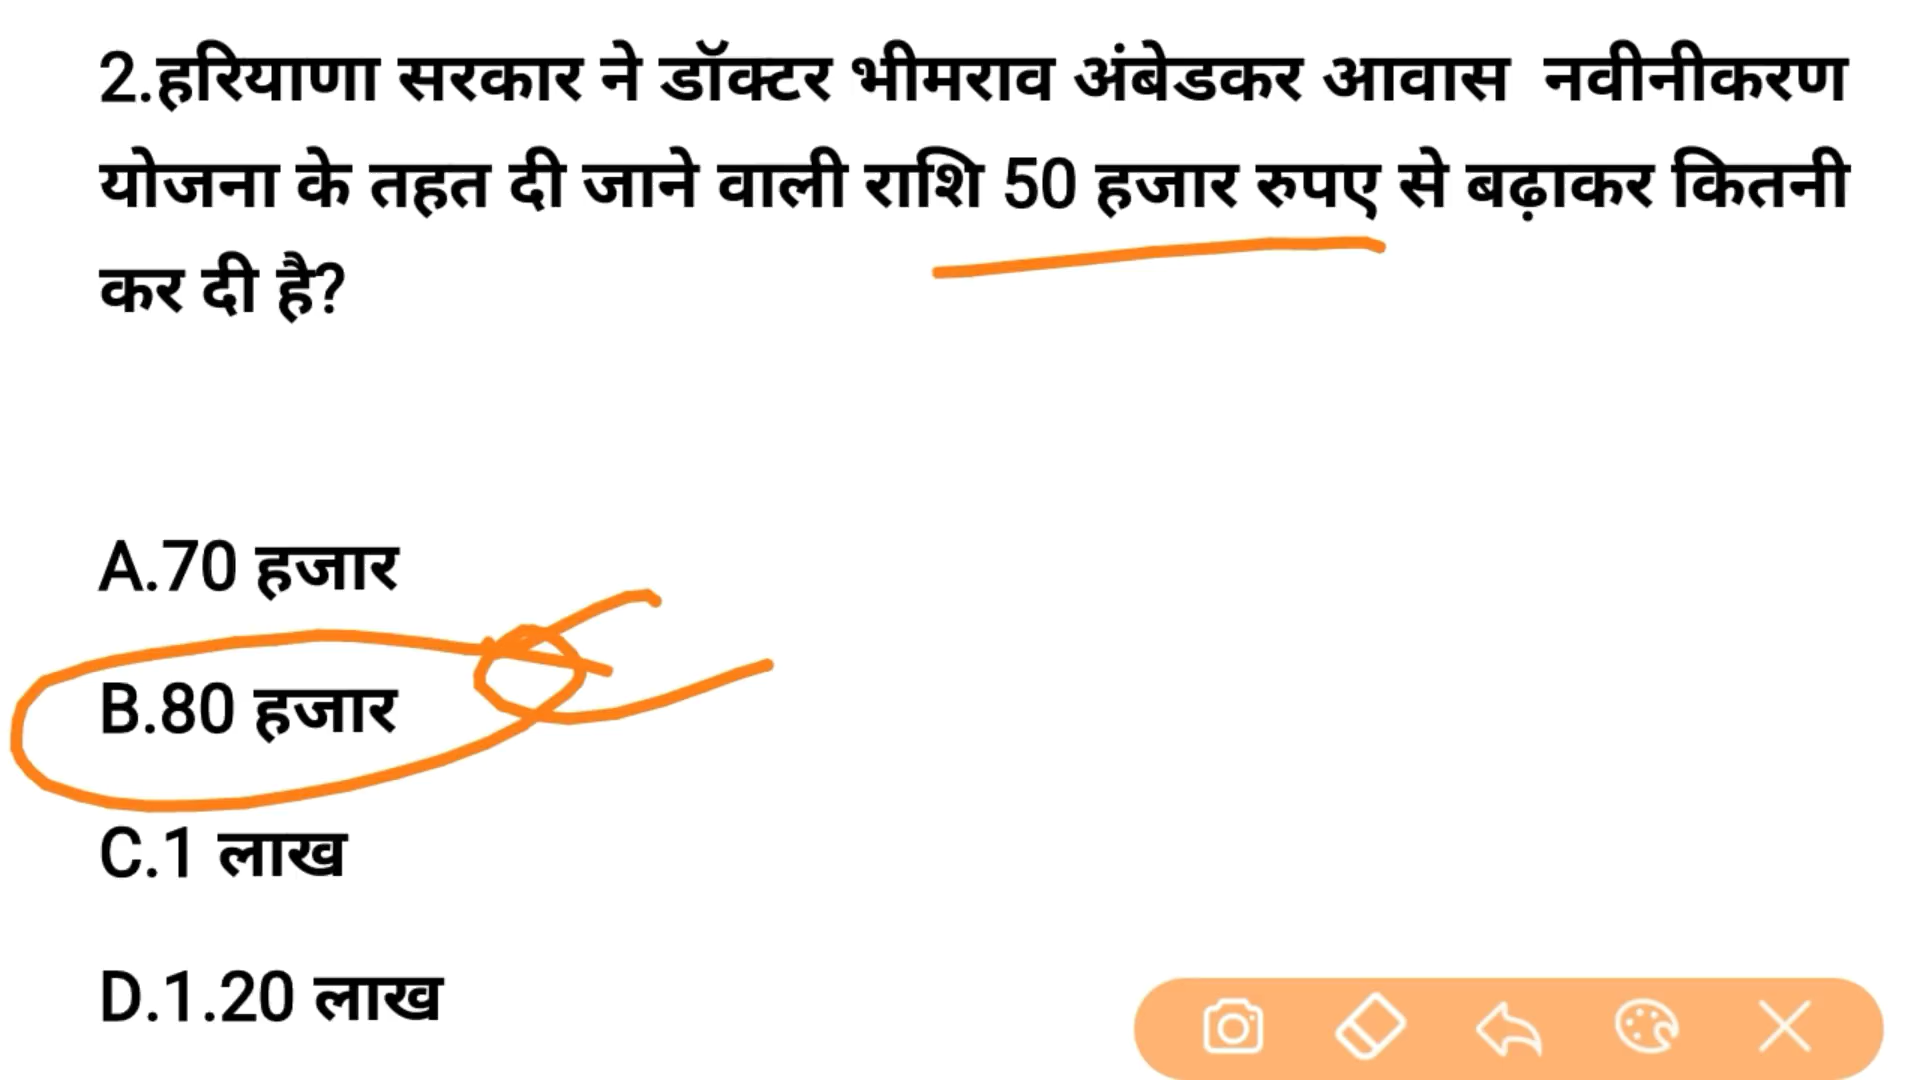 2.हरियाणा सरकार ने डॉक्टर भीमराव अंबेडकर आवास नवीनीकरण
योजना के तहत दी जाने वाली राशि 50 हजार रुपए से बढ़ाकर कितनी
कर दी है?
A.70 हजार
B.80 हजार
C.1 लाख
D.1.20 लाख